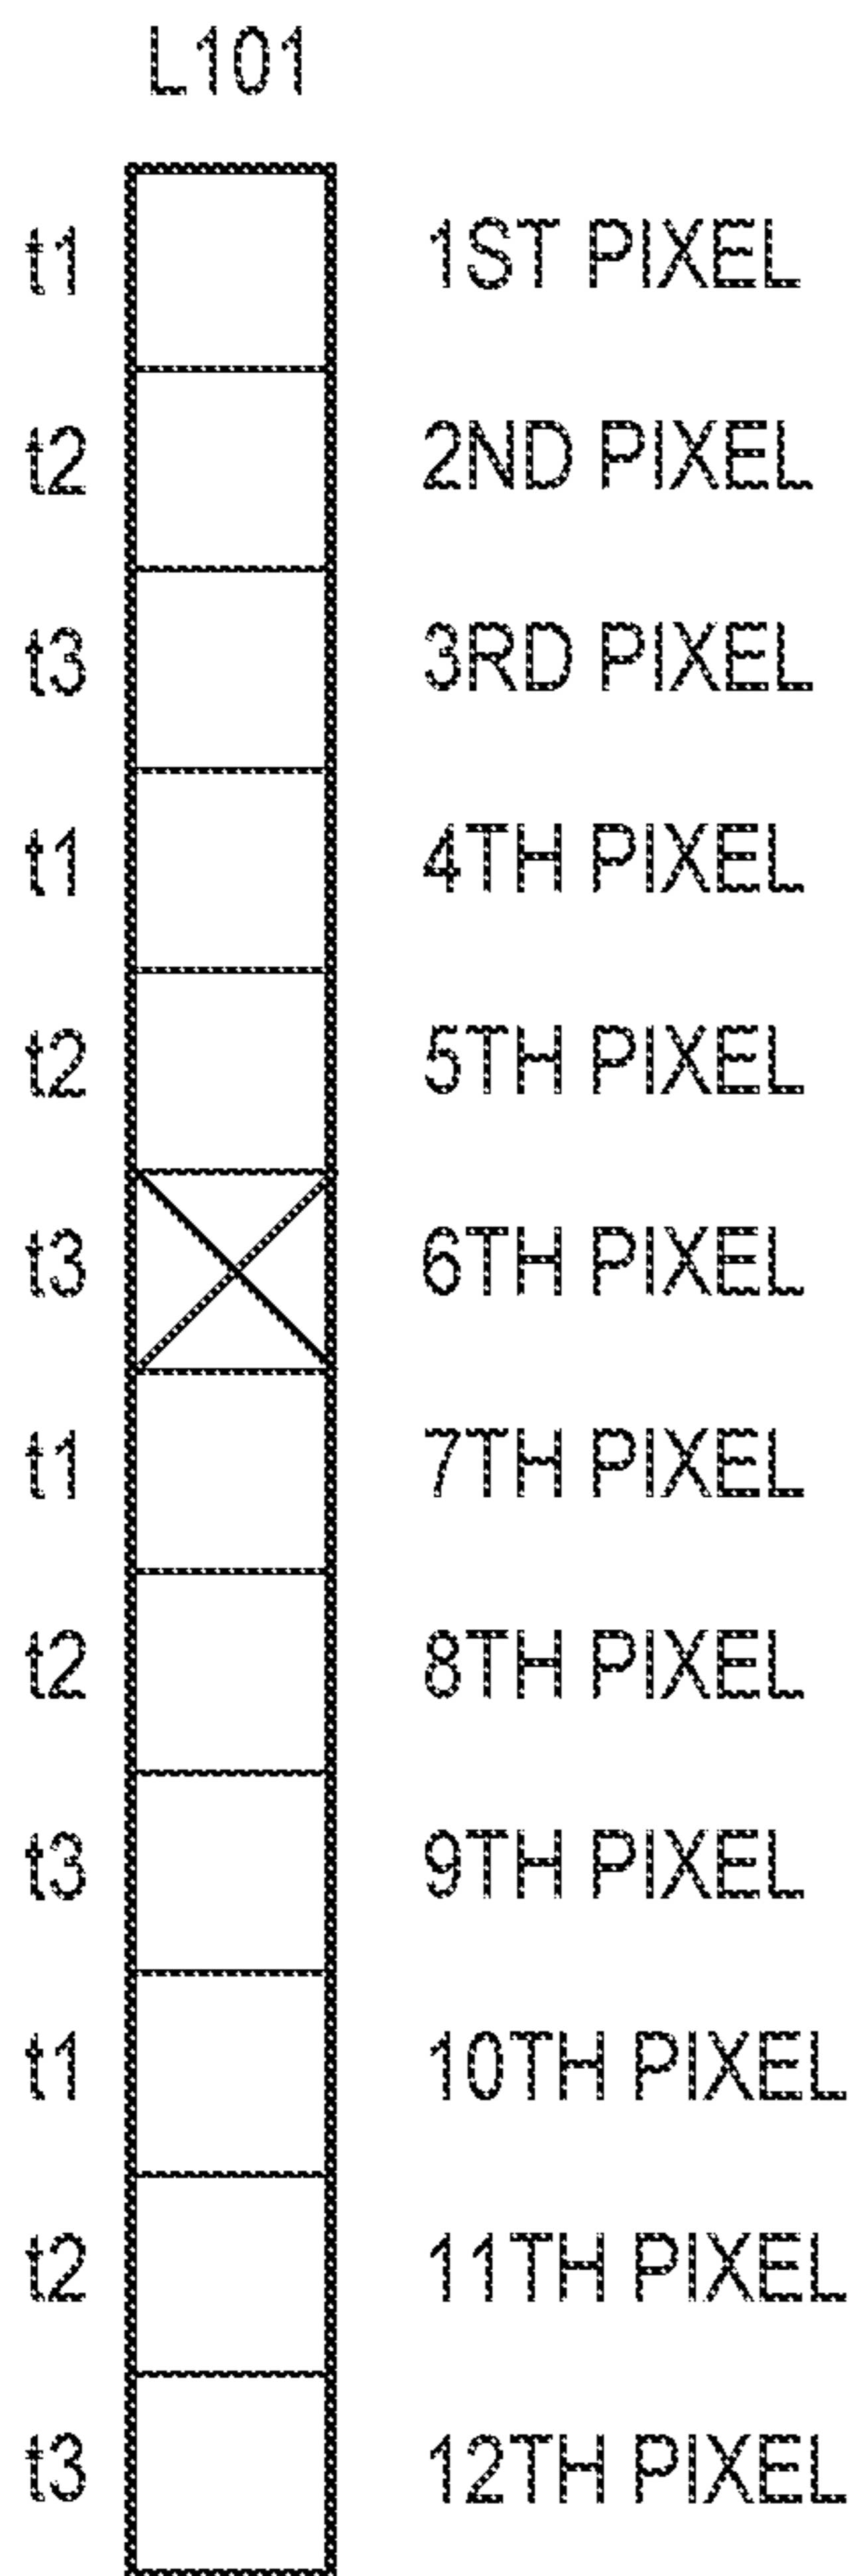 L101
t1 1ST PIXEL
t2 2ND PIXEL
t3 3RD PIXEL
t1 4TH PIXEL
t2 5TH PIXEL
t3 6TH PIXEL
t1 7TH PIXEL
t2 8TH PIXEL
t3 9TH PIXEL
t1 10TH PIXEL
t2 11TH PIXEL
t3 12TH PIXEL